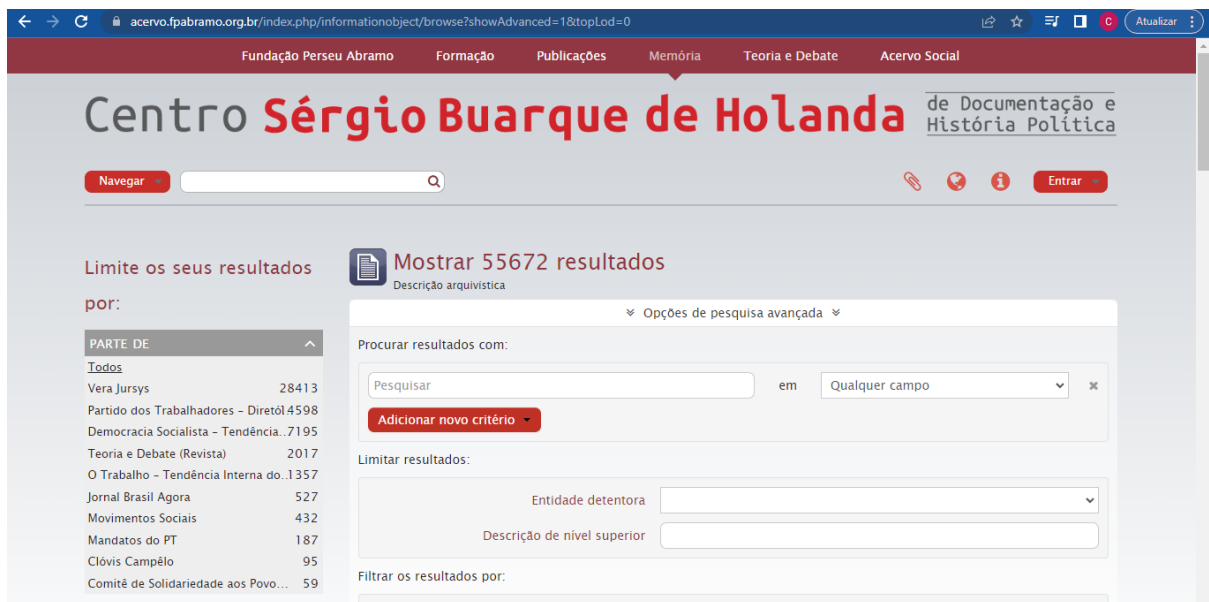 acervo.fpabramo.org.br/index.php/informationobject/browse?showAdvanced=1&topLod=0
C
Atualizar
Fundação Perseu Abramo Formação Publicações Memória Teoria e Debate Acervo Social
Centro Sérgio Buarque de Holanda de Documentação e
História Política
Navegar
Entrar
Limite os seus resultados
por:
PARTE DE
Todos
Vera Jursys 28413
Partido dos Trabalhadores - Diretó 4598
Democracia Socialista - Tendência.. 7195
Teoria e Debate (Revista) 2017
O Trabalho - Tendência Interna do.. 1357
Jornal Brasil Agora 527
Movimentos Sociais 432
Mandatos do PT 187
Clóvis Campêlo 95
Comitê de Solidariedade aos Povo... 59
Mostrar 55672 resultados
Descrição arquivística
Opções de pesquisa avançada
Procurar resultados com:
Pesquisar em Qualquer campo
Adicionar novo critério
Limitar resultados:
Entidade detentora
Descrição de nível superior
Filtrar os resultados por: